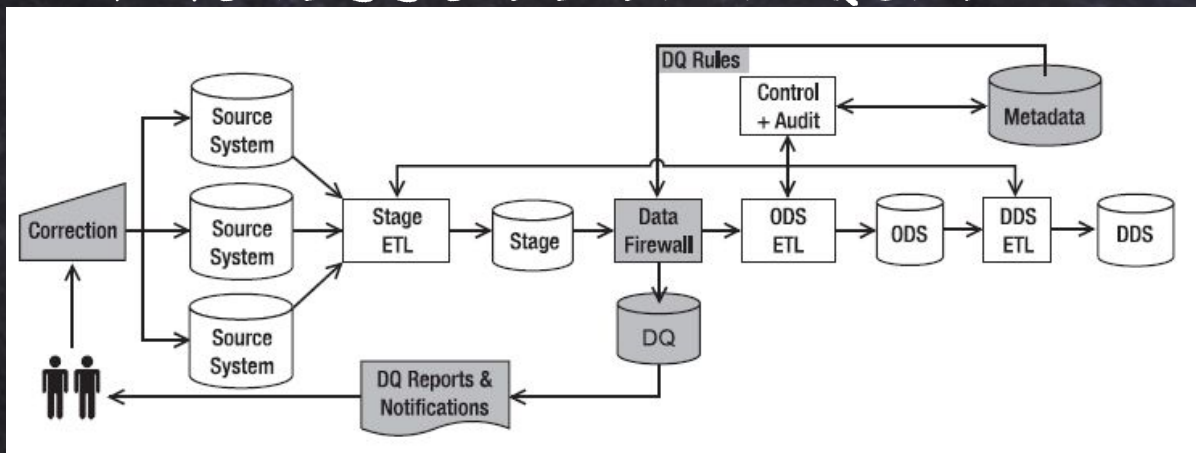 DQ Rules
Control
+ Audit
Metadata
Source
System
Correction
Source
System
Source
System
Stage
ETL
Stage
Data
Firewall
ODS
ETL
ODS
DDS
ETL
DDS
DQ
DQ Reports &
Notifications